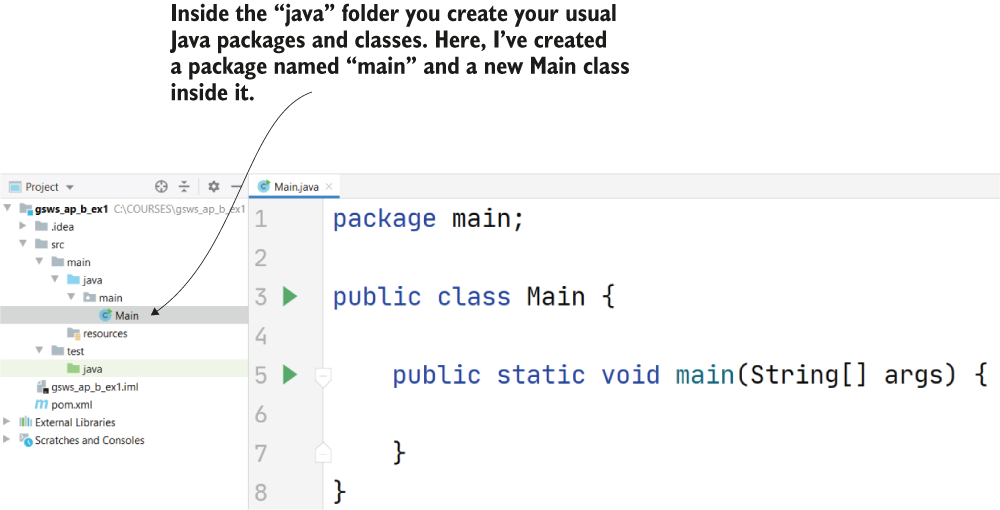 Inside the “java” folder you create your usual
Java packages and classes. Here, I’ve created
a package named “main” and a new Main class
inside it.
Project
Main.java
gsws_ap_b_ex1 C:\COURSES\gsws_ap_b_ex1
.idea
src
main
java
main
Main
resources
test
java
gsws_ap_b_ex1.iml
pom.xml
External Libraries
Scratches and Consoles
1 package main;
2
3 public class Main {
4
5 public static void main(String[] args) {
6
7 }
8 }